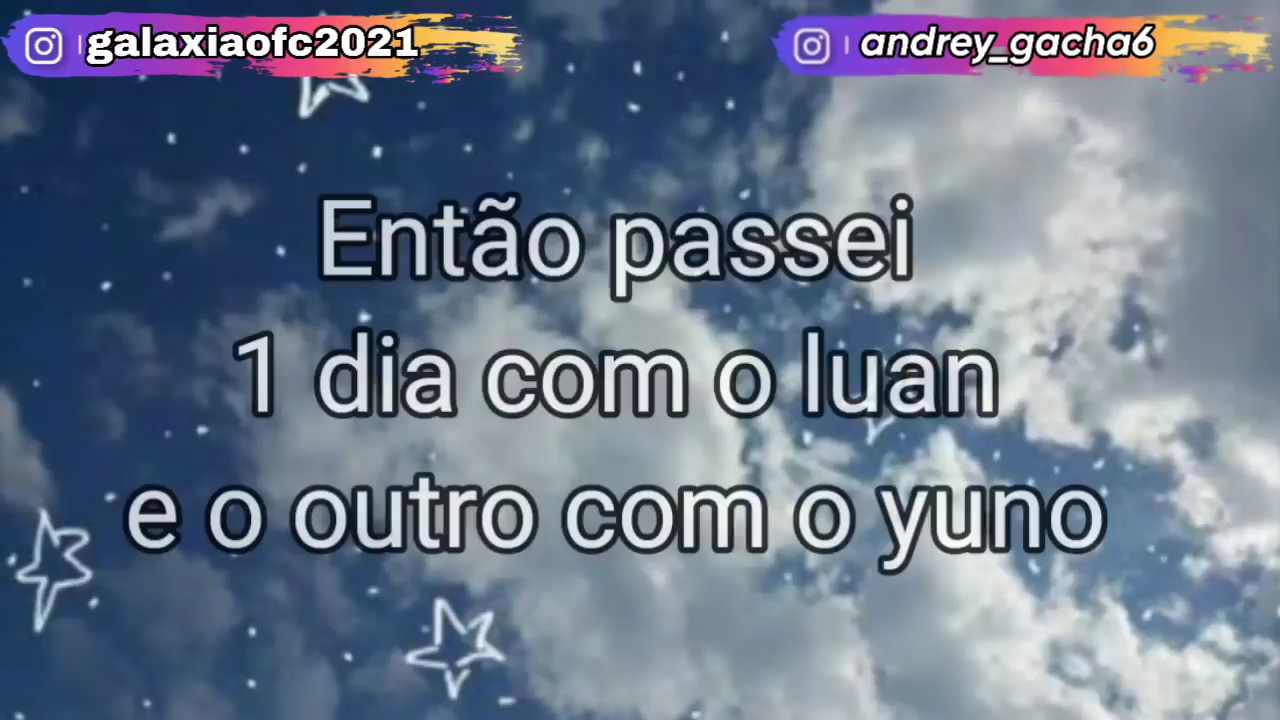 galaxiaofc2021
andrey_gacha6
Então passei
1 dia com o luan
e o outro com o yuno